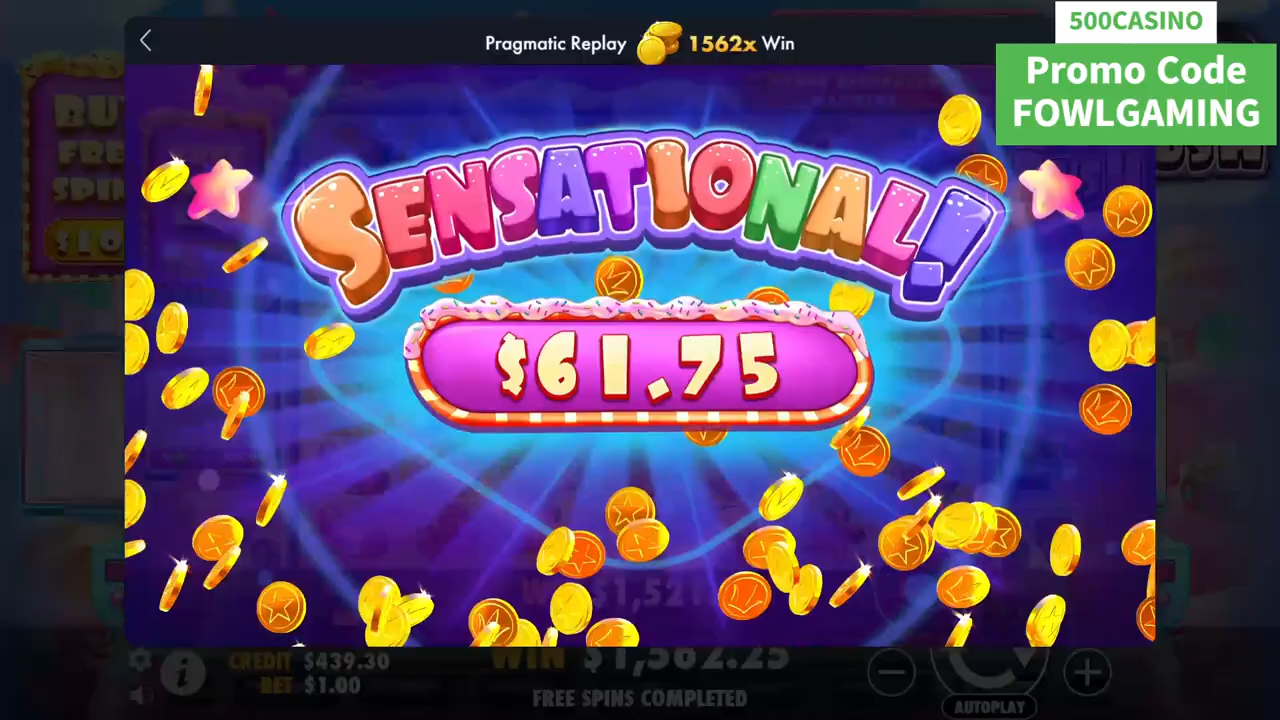 500CASINO
Promo Code
FOWLGAMING
Pragmatic Replay 1562x Win
SENSATIONAL!
$61.75
CREDIT $439.30
BET $1.00
WIN $1,562.25
FREE SPINS COMPLETED
AUTOPLAY